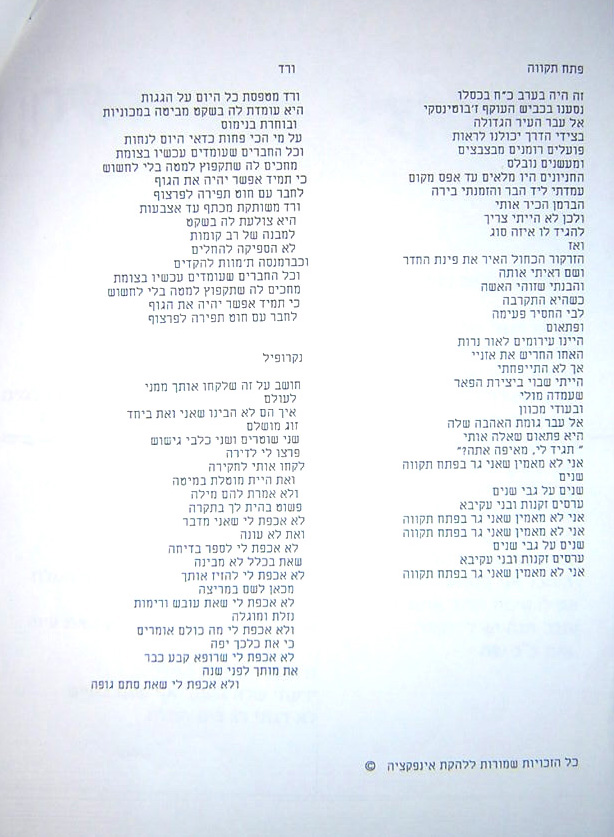 פתח תקווה
זה היה בערב כ״ח בכסלו
נסענו בכביש העוקף ז׳בוטינסקי
אל עבר העיר הגדולה
בצידי הדרך יכולנו לראות
פועלים רומנים מבצבצים
ומעשנים נובלס
החניונים היו מלאים עד אפס מקום
עמדתי ליד הבר והזמנתי בירה
הברמן הכיר אותי
ולכן לא הייתי צריך
להגיד לו איזה סוג
ואז
הזרקור הכחול האיר את פינת החדר
ושם ראיתי אותה
והבנתי שזוהי האשה
כשהיא התקרבה
לבי החסיר פעימה
ופתאום
היינו עירומים לאור נרות
האחו החריש את אזניי
אך לא התייפחתי
הייתי שבוי ביצירת הפאר
שעמדה מולי
ובעודי מכוון
אל עבר גומת האהבה שלה
היא פתאום שאלה אותי
" תגיד לי, מאיפה אתה?"
אני לא מאמין שאני גר בפתח תקווה
שנים
שנים על גבי שנים
ערסים זקנות ובני עקיבא
אני לא מאמין שאני גר בפתח תקווה
אני לא מאמין שאני גר בפתח תקווה
שנים על גבי שנים
ערסים זקנות ובני עקיבא
אני לא מאמין שאני גר בפתח תקווה
ורד
ורד מטפסת כל היום על הגגות
היא עומדת לה בשקט מביטה במכוניות
ובוחרת בנימוס
על מי הכי פחות כדאי היום לנחות
וכל החברים שעומדים עכשיו בצומת
מחכים לה שתקפוץ למטה בלי לחשוש
כי תמיד אפשר יהיה את הגוף
לחבר עם חוט תפירה לפרצוף
ורד משותקת מכתף עד אצבעות
היא צולעת לה בשקט
למבנה של רב קומות
לא הספיקה להחלים
וכברמנסה ת׳מוות להקדים
וכל החברים שעומדים עכשיו בצומת
מחכים לה שתקפוץ למטה בלי לחשוש
כי תמיד אפשר יהיה את הגוף
לחבר עם חוט תפירה לפרצוף
נקרופיל
חושב על זה שלקחו אותך ממני
לעולם
איך הם לא הבינו שאני ואת ביחד
זוג מושלם
שני שוטרים ושני כלבי גישוש
פרצו לי לדירה
לקחו אותי לחקירה
ואת היית מוטלת במיטה
ולא אמרת להם מילה
פשוט בהית לך בתקרה
לא אכפת לי שאני מדבר
ואת לא עונה
לא אכפת לי לספר בדיחה
שאת בכלל לא מבינה
לא אכפת לי להזיז אותך
מכאן לשם במריצה
לא אכפת לי שאת עובש ורימות
נזלת ומוגלה
ולא אכפת לי מה כולם אומרים
כי את כלכך יפה
לא אכפת לי שרופא קבע כבר
את מותך לפני שנה
ולא אכפת לי שאת סתם גופה
כל הזכויות שמורות ללהקת אינפקציה ©